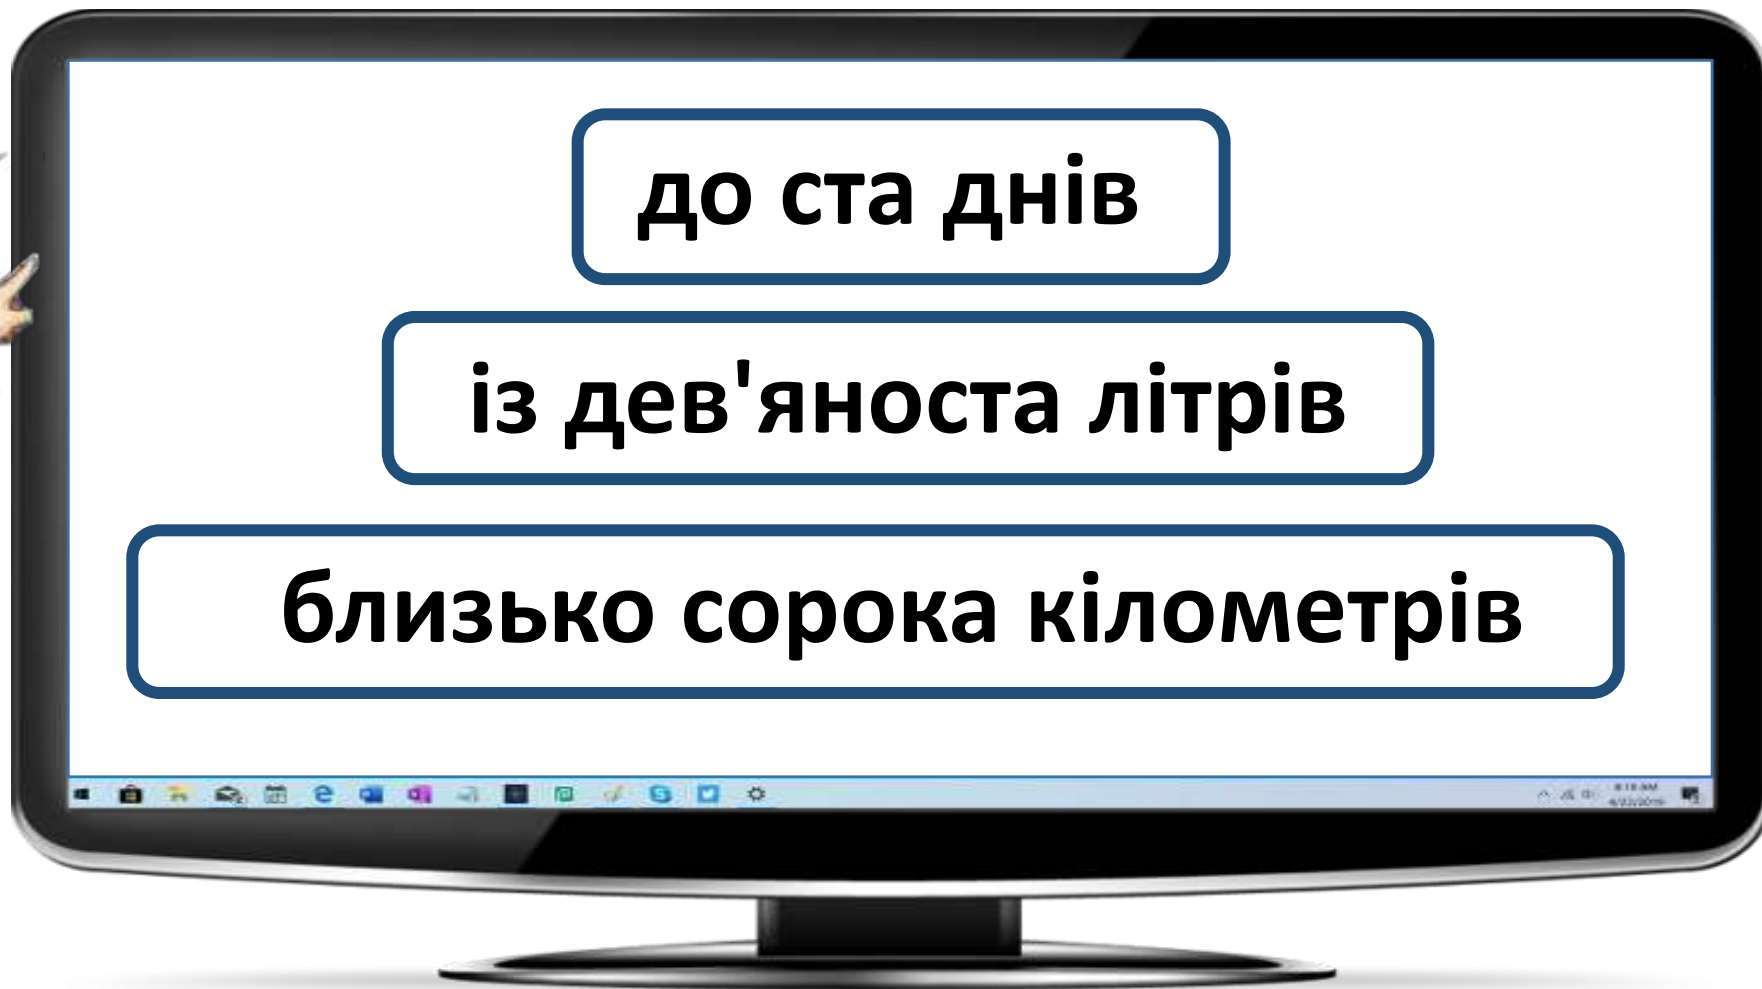 до ста днів
із дев'яноста літрів
близько сорока кілометрів